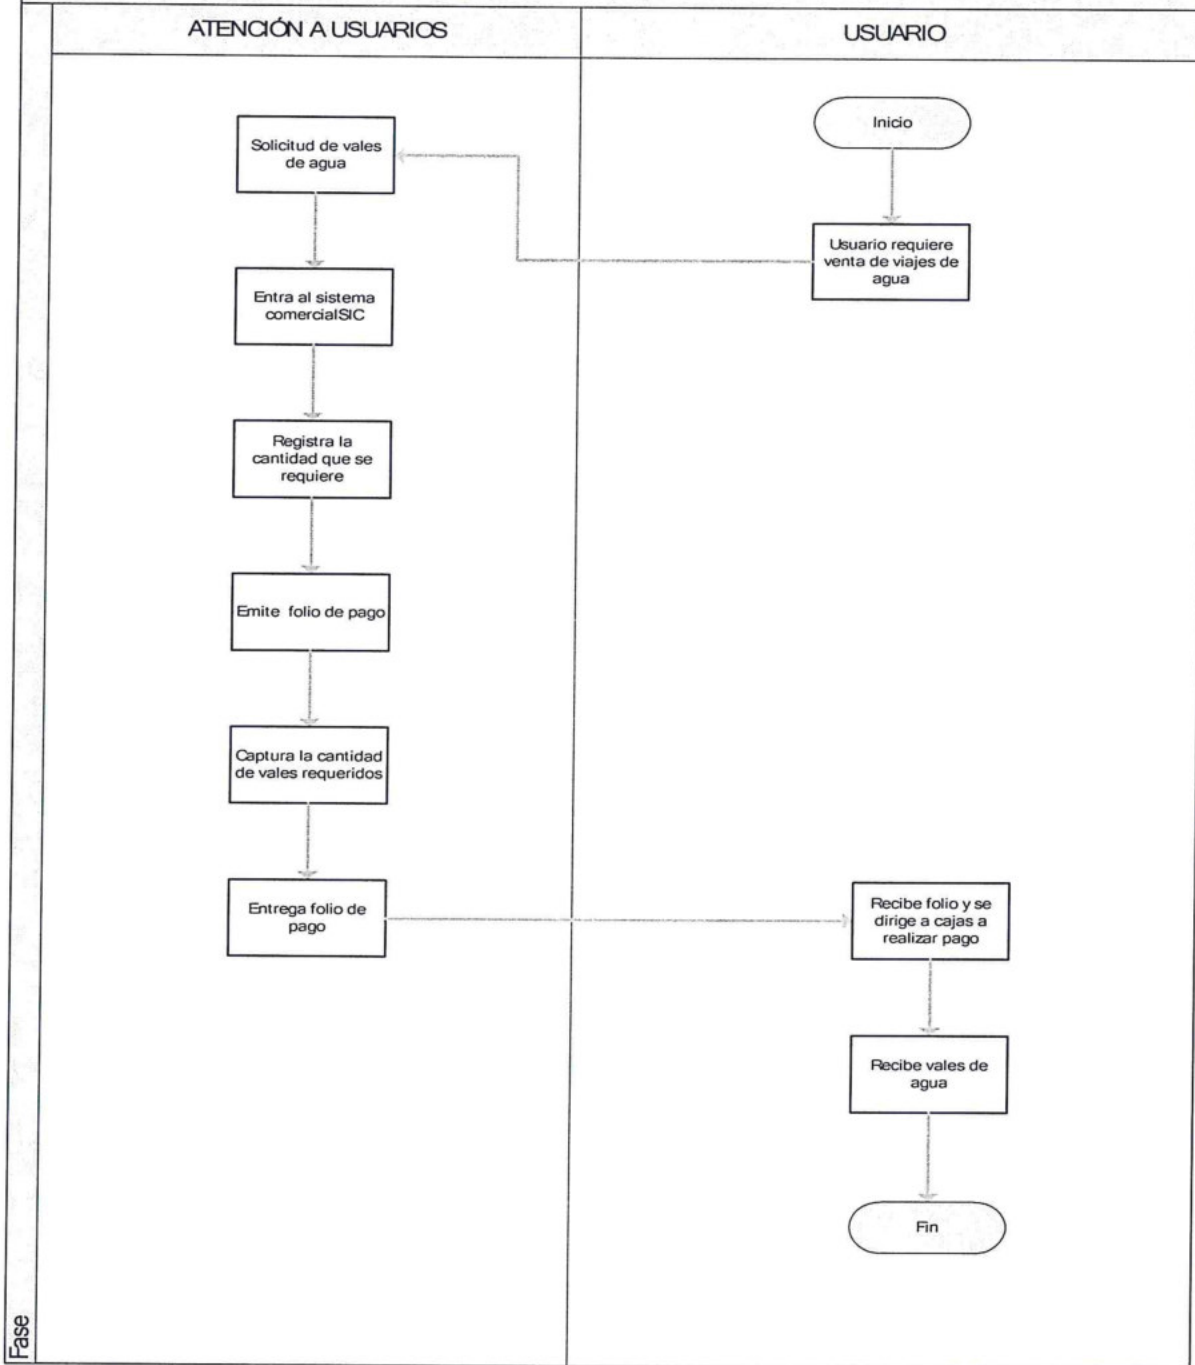 ATENCIÓN A USUARIOS
USUARIO
Inicio
Usuario requiere
venta de viajes de
agua
Solicitud de vales
de agua
Entra al sistema
comercialSIC
Registra la
cantidad que se
requiere
Emite folio de pago
Captura la cantidad
de vales requeridos
Entrega folio de
pago
Recibe folio y se
dirige a cajas a
realizar pago
Recibe vales de
agua
Fin
Fase